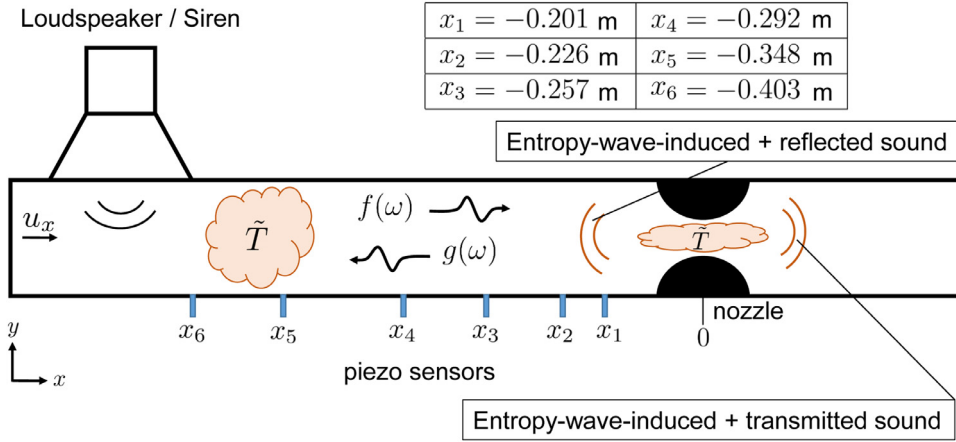 Loudspeaker / Siren
x₁ = −0.201 m x₄ = −0.292 m
x₂ = −0.226 m x₅ = −0.348 m
x₃ = −0.257 m x₆ = −0.403 m
Entropy-wave-induced + reflected sound
uₓ
T̃
f(ω)
g(ω)
T̃
x₆ x₅ x₄ x₃ x₂ x₁ 0 nozzle
y
x
piezo sensors
Entropy-wave-induced + transmitted sound